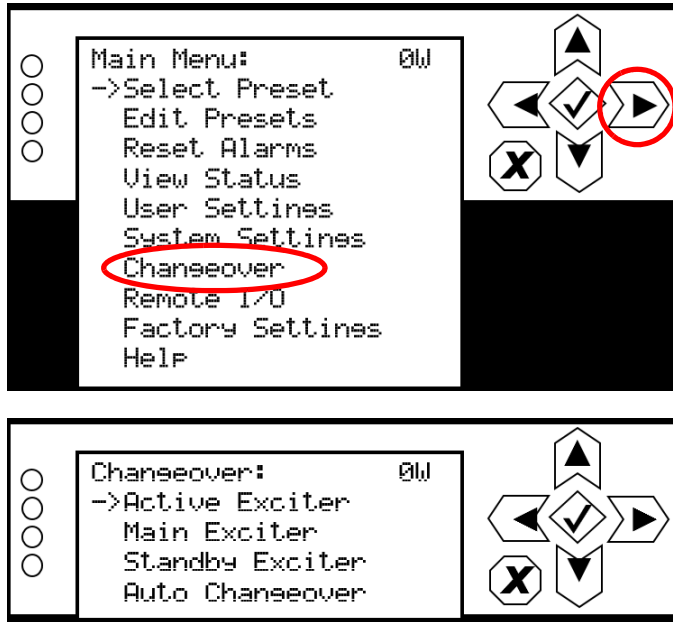 Main Menu: 0W
->Select Preset
Edit Presets
Reset Alarms
View Status
User Settings
System Settings
Changeover
Remote I/O
Factory Settings
Help
X
Changeover: 0W
->Active Exciter
Main Exciter
Standby Exciter
Auto Changeover
X